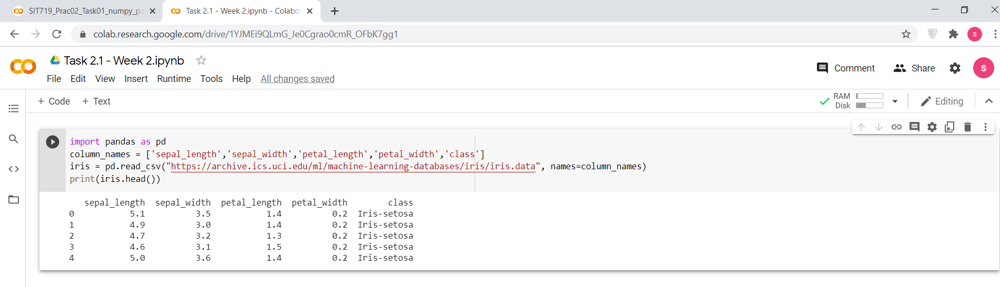 SIT719_Prac02_Task01_numpy_pa
Task 2.1 - Week 2.ipynb - Colabo
colab.research.google.com/drive/1YJMEi9QLmG_Je0Cgrao0cmR_OFbK7gg1
S
Task 2.1 - Week 2.ipynb
Comment
Share
S
File Edit View Insert Runtime Tools Help All changes saved
+ Code + Text
RAM
Disk
Editing
import pandas as pd
column_names = ['sepal_length','sepal_width','petal_length','petal_width','class']
iris = pd.read_csv("https://archive.ics.uci.edu/ml/machine-learning-databases/iris/iris.data", names=column_names)
print(iris.head())
sepal_length sepal_width petal_length petal_width class
0 5.1 3.5 1.4 0.2 Iris-setosa
1 4.9 3.0 1.4 0.2 Iris-setosa
2 4.7 3.2 1.3 0.2 Iris-setosa
3 4.6 3.1 1.5 0.2 Iris-setosa
4 5.0 3.6 1.4 0.2 Iris-setosa